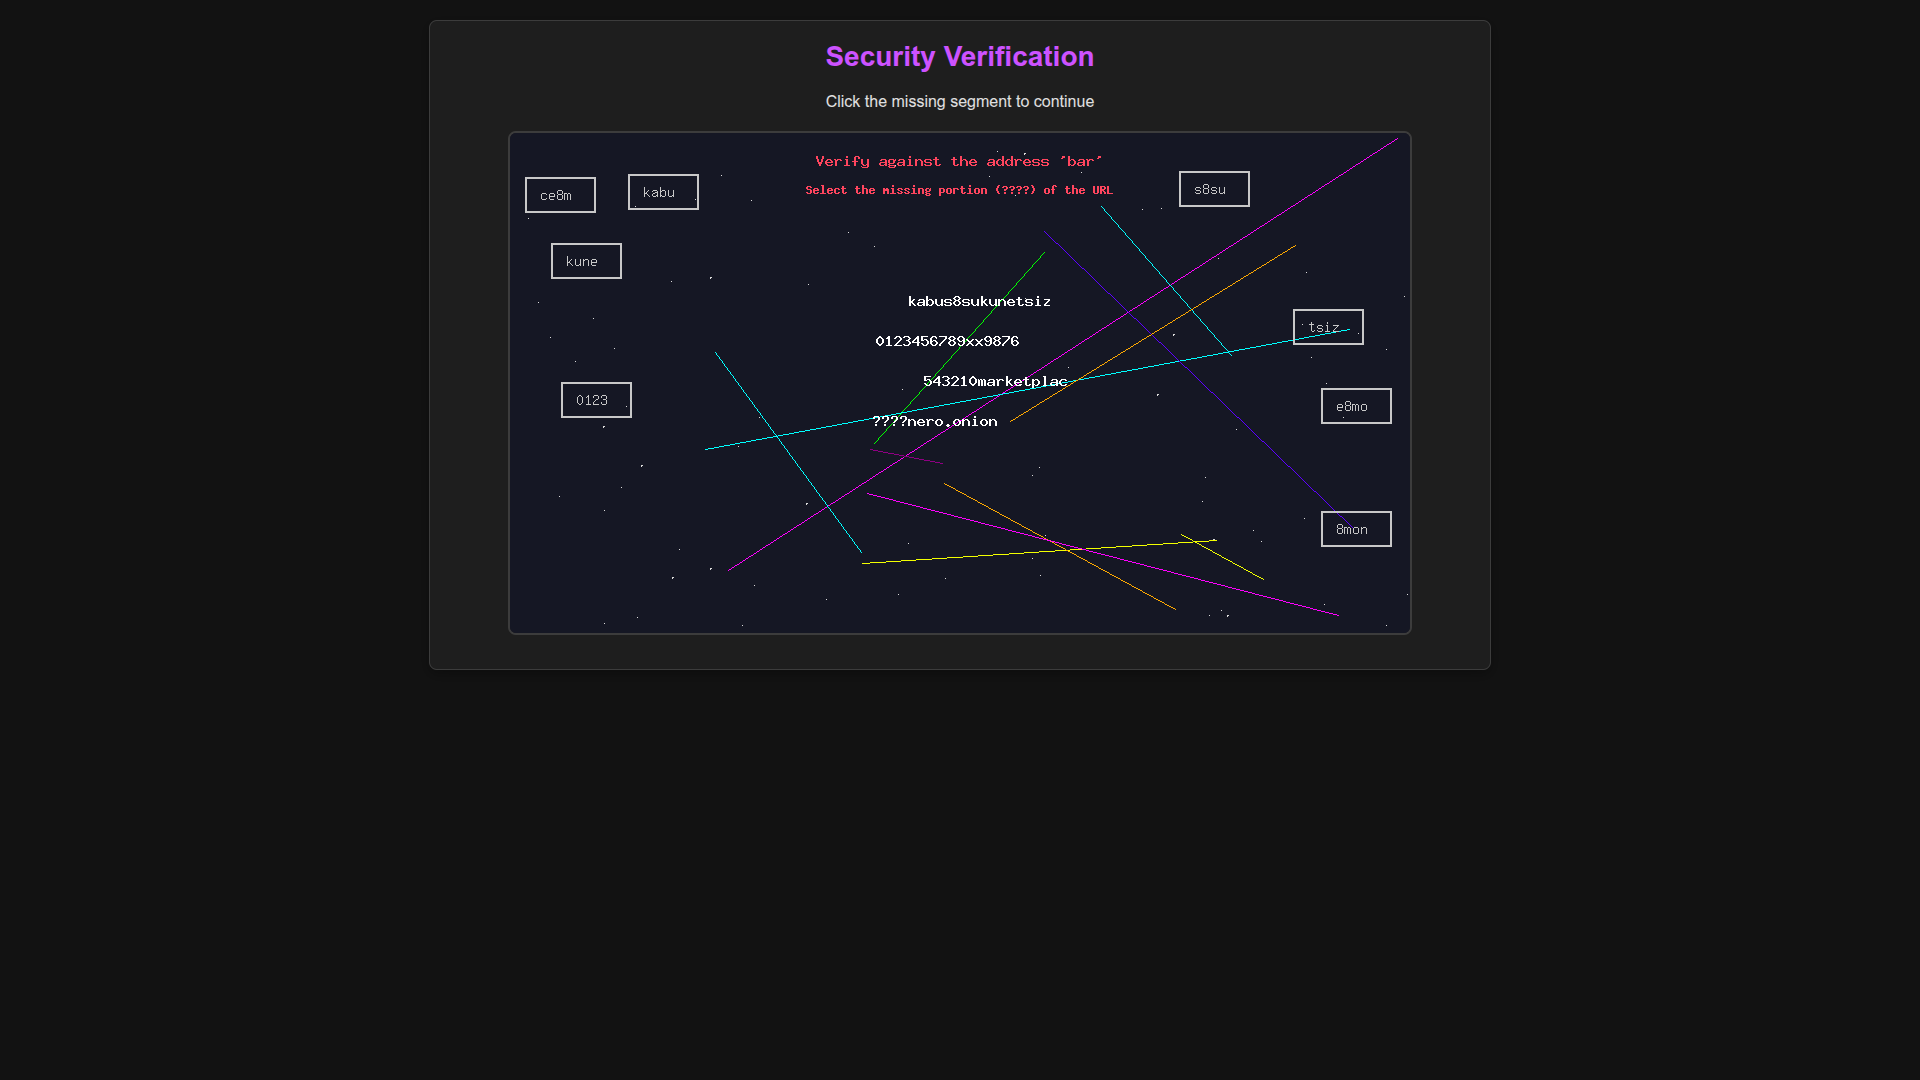 Security Verification
Click the missing segment to continue
Verify against the address 'bar'
Select the missing portion (????) of the URL
ce8m
kabu
s8su
kune
kabus8sukunetsiz
tsiz
0123456789xx9876
543210marketplac
0123
e8mo
????nero.onion
8mon